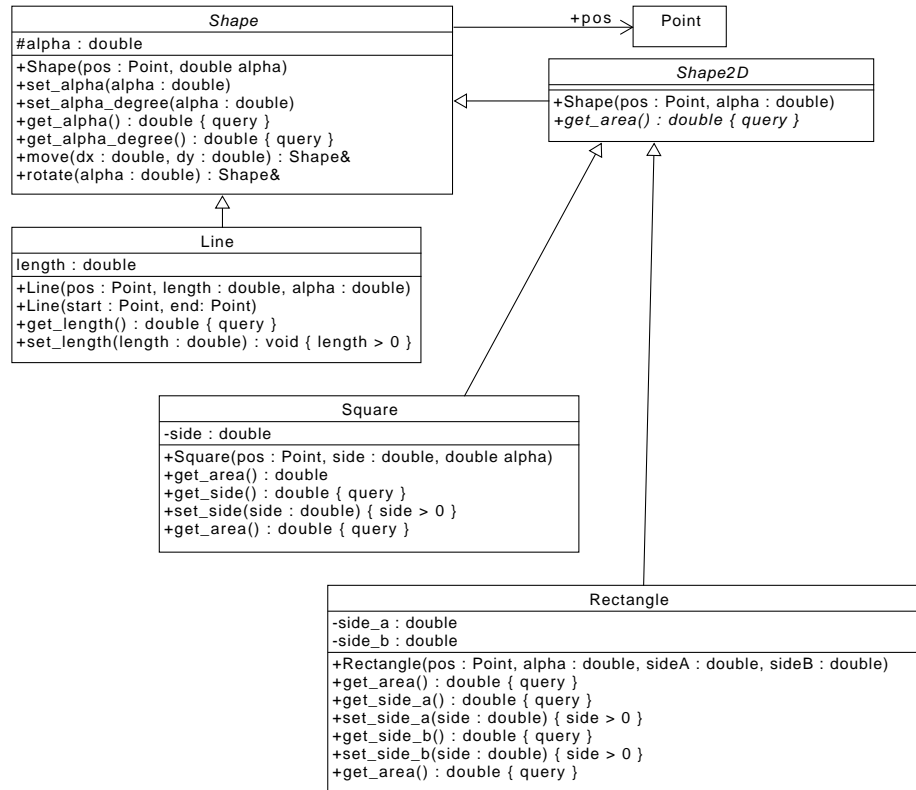 Shape
#alpha : double
+Shape(pos : Point, double alpha)
+set_alpha(alpha : double)
+set_alpha_degree(alpha : double)
+get_alpha() : double { query }
+get_alpha_degree() : double { query }
+move(dx : double, dy : double) : Shape&
+rotate(alpha : double) : Shape&
+pos
Point
Shape2D
+Shape(pos : Point, alpha : double)
+get_area() : double { query }
Line
length : double
+Line(pos : Point, length : double, alpha : double)
+Line(start : Point, end: Point)
+get_length() : double { query }
+set_length(length : double) : void { length > 0 }
Square
-side : double
+Square(pos : Point, side : double, double alpha)
+get_area() : double
+get_side() : double { query }
+set_side(side : double) { side > 0 }
+get_area() : double { query }
Rectangle
-side_a : double
-side_b : double
+Rectangle(pos : Point, alpha : double, sideA : double, sideB : double)
+get_area() : double { query }
+get_side_a() : double { query }
+set_side_a(side : double) { side > 0 }
+get_side_b() : double { query }
+set_side_b(side : double) { side > 0 }
+get_area() : double { query }